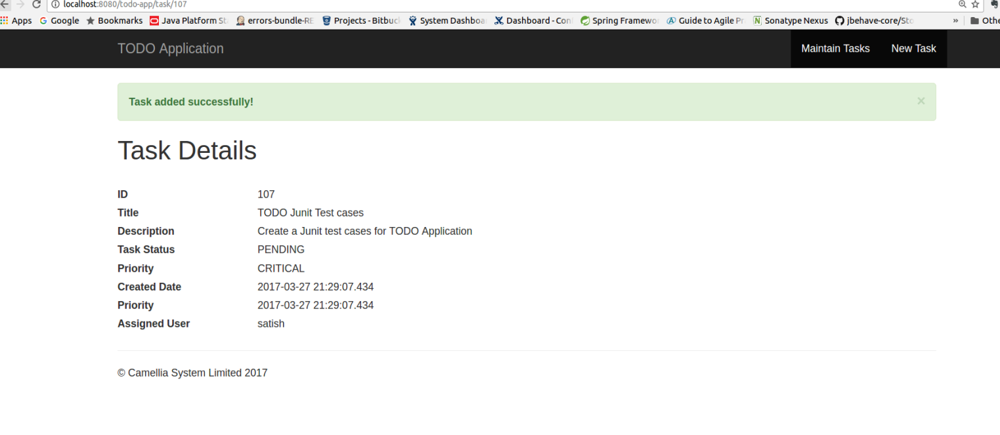 localhost:8080/todo-app/task/107
Apps Google Bookmarks Java Platform St errors-bundle-RE Projects - Bitbuc System Dashboa Dashboard - Con Spring Framewo Guide to Agile Pr Sonatype Nexus jbehave-core/Sto » Othe
TODO Application Maintain Tasks New Task
Task added successfully! ×
Task Details
ID 107
Title TODO Junit Test cases
Description Create a Junit test cases for TODO Application
Task Status PENDING
Priority CRITICAL
Created Date 2017-03-27 21:29:07.434
Priority 2017-03-27 21:29:07.434
Assigned User satish
© Camellia System Limited 2017